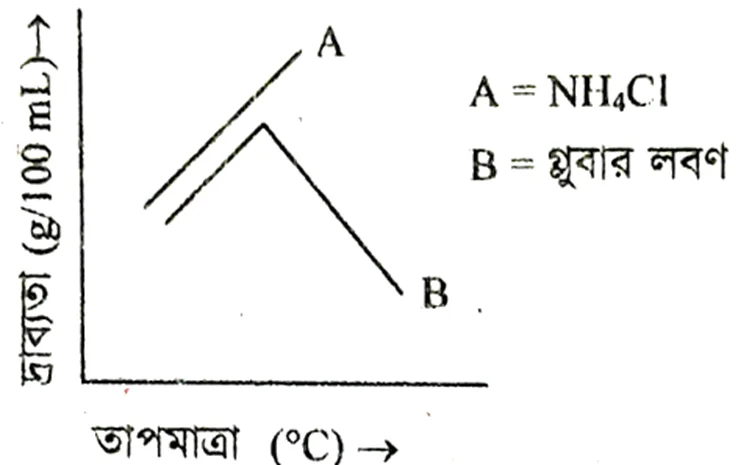 দ্রাব্যতা (g/100 mL)→
A
A = NH₄Cl
B = গ্লুবার লবণ
B
তাপমাত্রা (°C) →